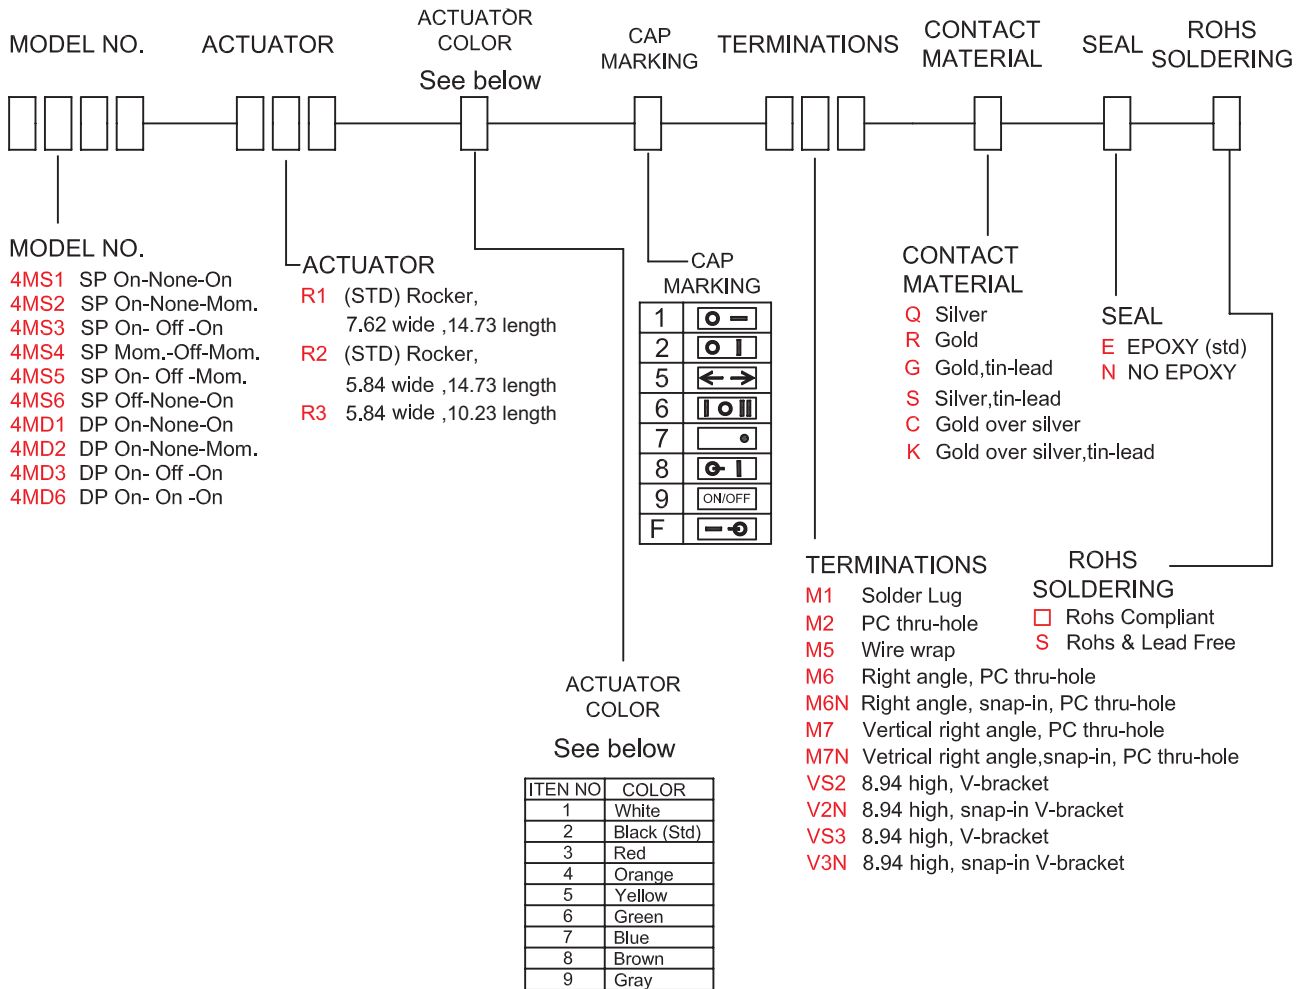 MODEL NO.
ACTUATOR
ACTUATOR
COLOR
See below
CAP
MARKING
TERMINATIONS
CONTACT
MATERIAL
SEAL
ROHS
SOLDERING
MODEL NO.
4MS1 SP On-None-On
4MS2 SP On-None-Mom.
4MS3 SP On- Off -On
4MS4 SP Mom.-Off-Mom.
4MS5 SP On- Off -Mom.
4MS6 SP Off-None-On
4MD1 DP On-None-On
4MD2 DP On-None-Mom.
4MD3 DP On- Off -On
4MD6 DP On- On -On
ACTUATOR
R1 (STD) Rocker,
7.62 wide ,14.73 length
R2 (STD) Rocker,
5.84 wide ,14.73 length
R3 5.84 wide ,10.23 length
CAP
MARKING
1
2
5
6
7
8
9 ON/OFF
F
CONTACT
MATERIAL
Q Silver
R Gold
G Gold,tin-lead
S Silver,tin-lead
C Gold over silver
K Gold over silver,tin-lead
SEAL
E EPOXY (std)
N NO EPOXY
TERMINATIONS
M1 Solder Lug
M2 PC thru-hole
M5 Wire wrap
M6 Right angle, PC thru-hole
M6N Right angle, snap-in, PC thru-hole
M7 Vertical right angle, PC thru-hole
M7N Vetrical right angle,snap-in, PC thru-hole
VS2 8.94 high, V-bracket
V2N 8.94 high, snap-in V-bracket
VS3 8.94 high, V-bracket
V3N 8.94 high, snap-in V-bracket
ROHS
SOLDERING
□ Rohs Compliant
S Rohs & Lead Free
ACTUATOR
COLOR
See below
ITEN NO COLOR
1 White
2 Black (Std)
3 Red
4 Orange
5 Yellow
6 Green
7 Blue
8 Brown
9 Gray